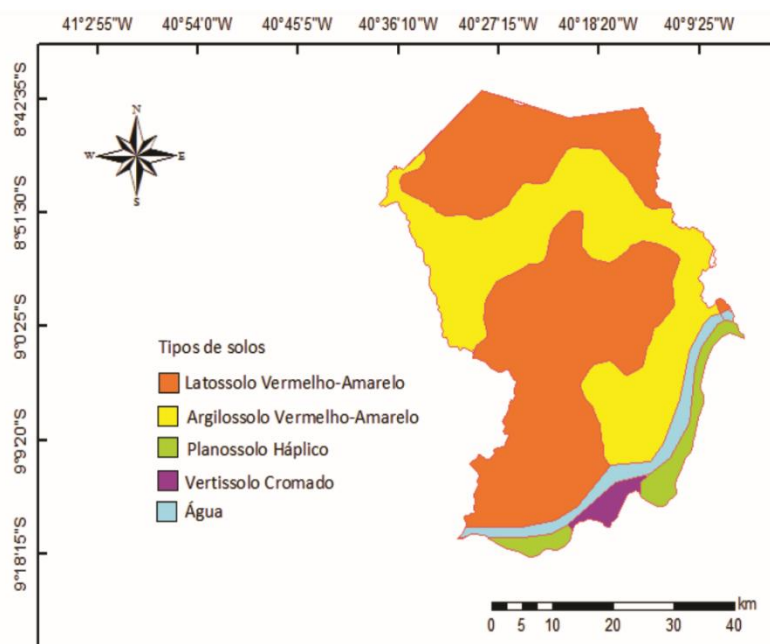 41°2'55"W 40°54'0"W 40°45'5"W 40°36'10"W 40°27'15"W 40°18'20"W 40°9'25"W
8°42'35"S
8°51'30"S
9°0'25"S
9°9'20"S
9°18'15"S
N
W E
S
Tipos de solos
Latossolo Vermelho-Amarelo
Argilossolo Vermelho-Amarelo
Planossolo Háplico
Vertissolo Cromado
Água
km
0 5 10 20 30 40